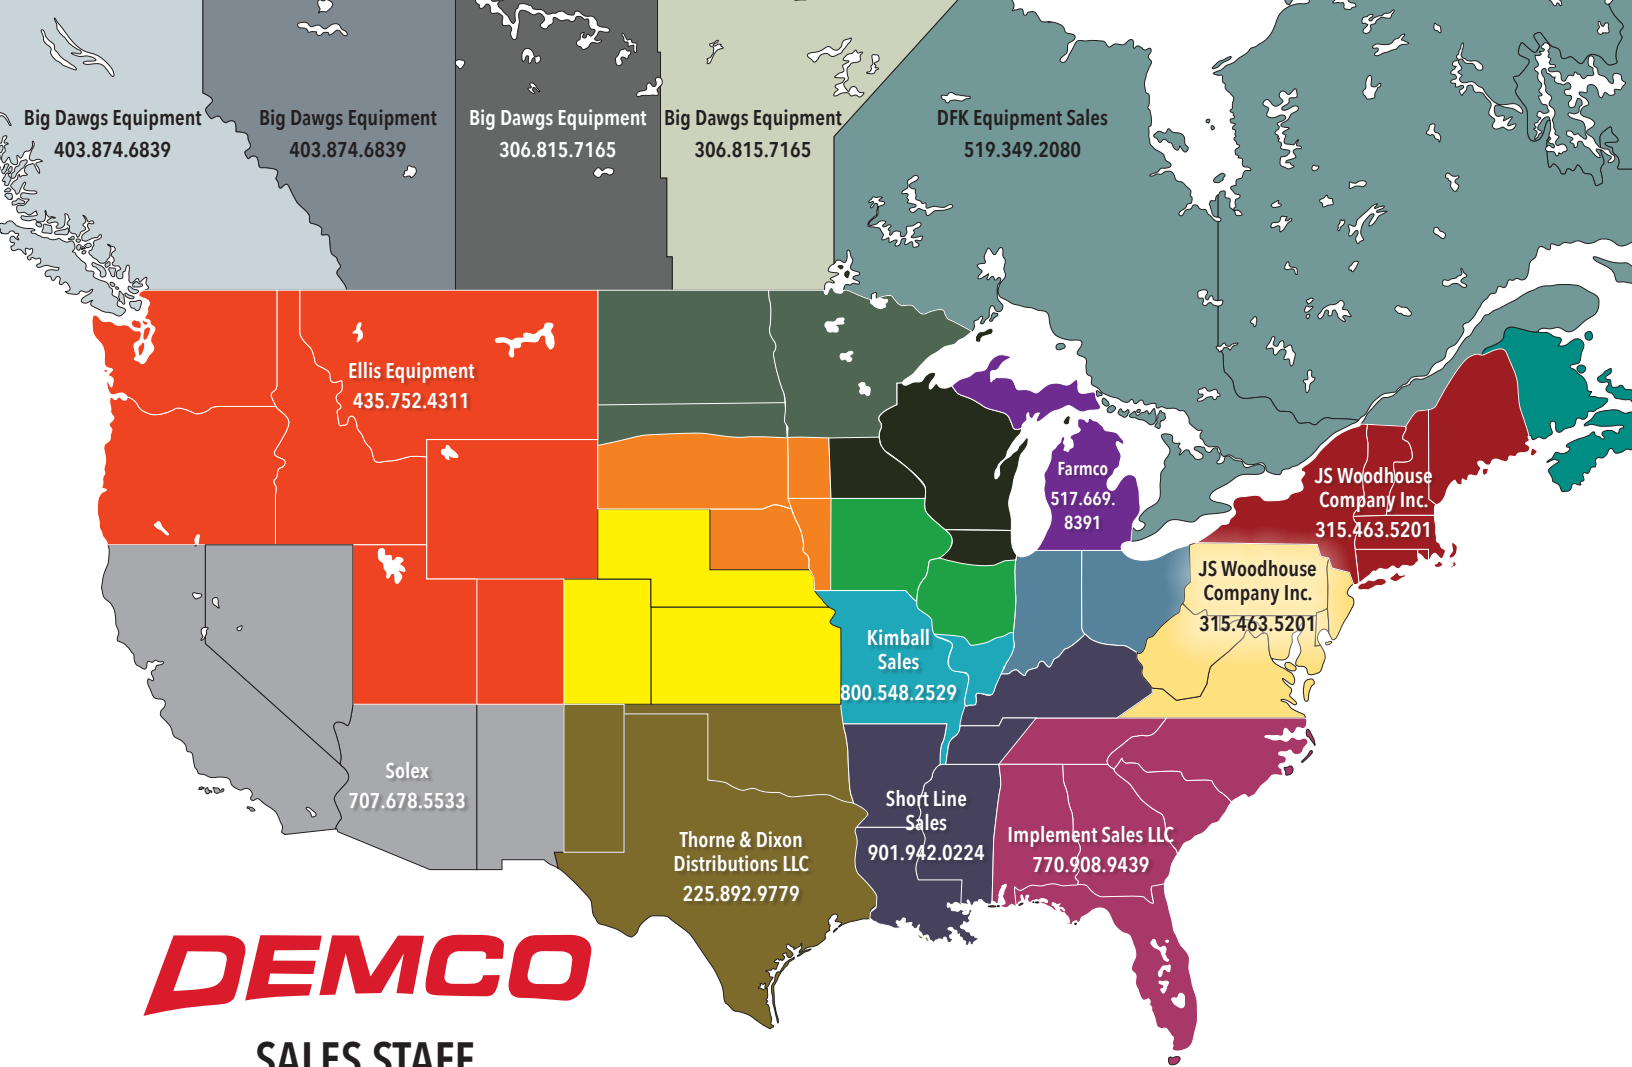 Big Dawgs Equipment
403.874.6839
Big Dawgs Equipment
403.874.6839
Big Dawgs Equipment
306.815.7165
Big Dawgs Equipment
306.815.7165
DFK Equipment Sales
519.349.2080
Ellis Equipment
435.752.4311
Farmco
517.669.
8391
JS Woodhouse
Company Inc.
315.463.5201
JS Woodhouse
Company Inc.
315.463.5201
Kimball
Sales
800.548.2529
Solex
707.678.5533
Short Line
Sales
901.942.0224
Implement Sales LLC
770.908.9439
Thorne & Dixon
Distributions LLC
225.892.9779
DEMCO
SALES STAFF